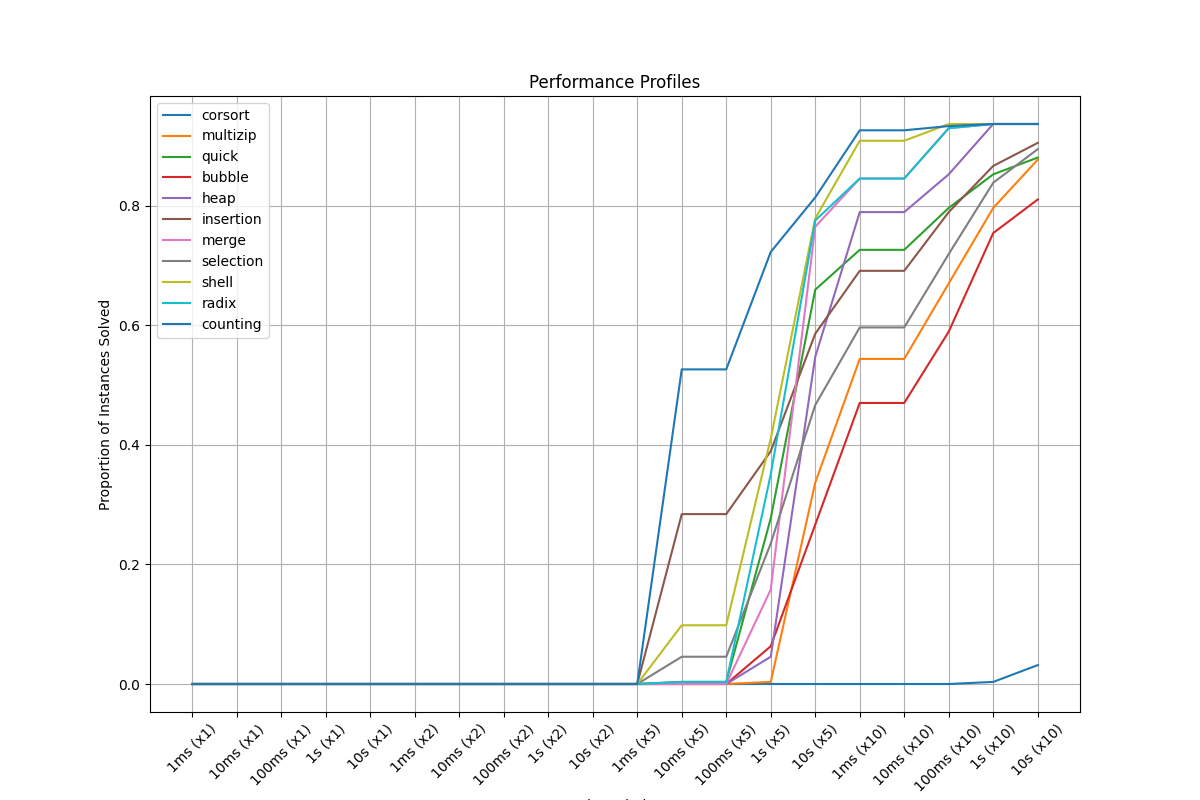 Performance Profiles
corsort
multizip
quick
bubble
heap
insertion
merge
selection
shell
radix
counting
Proportion of Instances Solved
0.8
0.6
0.4
0.2
0.0
1ms (x1)
10ms (x1)
100ms (x1)
1s (x1)
10s (x1)
1ms (x2)
10ms (x2)
100ms (x2)
1s (x2)
10s (x2)
1ms (x5)
10ms (x5)
100ms (x5)
1s (x5)
10s (x5)
1ms (x10)
10ms (x10)
100ms (x10)
1s (x10)
10s (x10)